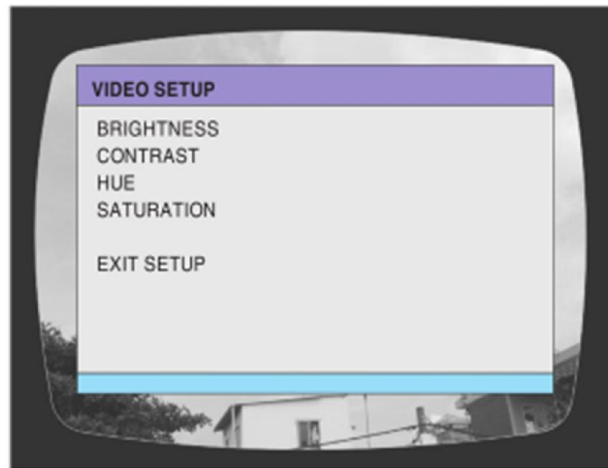 VIDEO SETUP
BRIGHTNESS
CONTRAST
HUE
SATURATION
EXIT SETUP